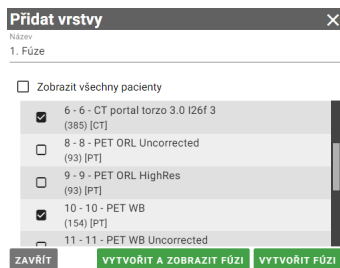 Přidat vrstvy
Název
1. Fúze
Zobrazit všechny pacienty
6 - 6 - CT portal torzo 3.0 I26f 3
(385) [CT]
8 - 8 - PET ORL Uncorrected
(93) [PT]
9 - 9 - PET ORL HighRes
(93) [PT]
10 - 10 - PET WB
(154) [PT]
11 - 11 - PET WB Uncorrected
ZAVŘÍT
VYTVOŘIT A ZOBRAZIT FÚZI
VYTVOŘIT FÚZI